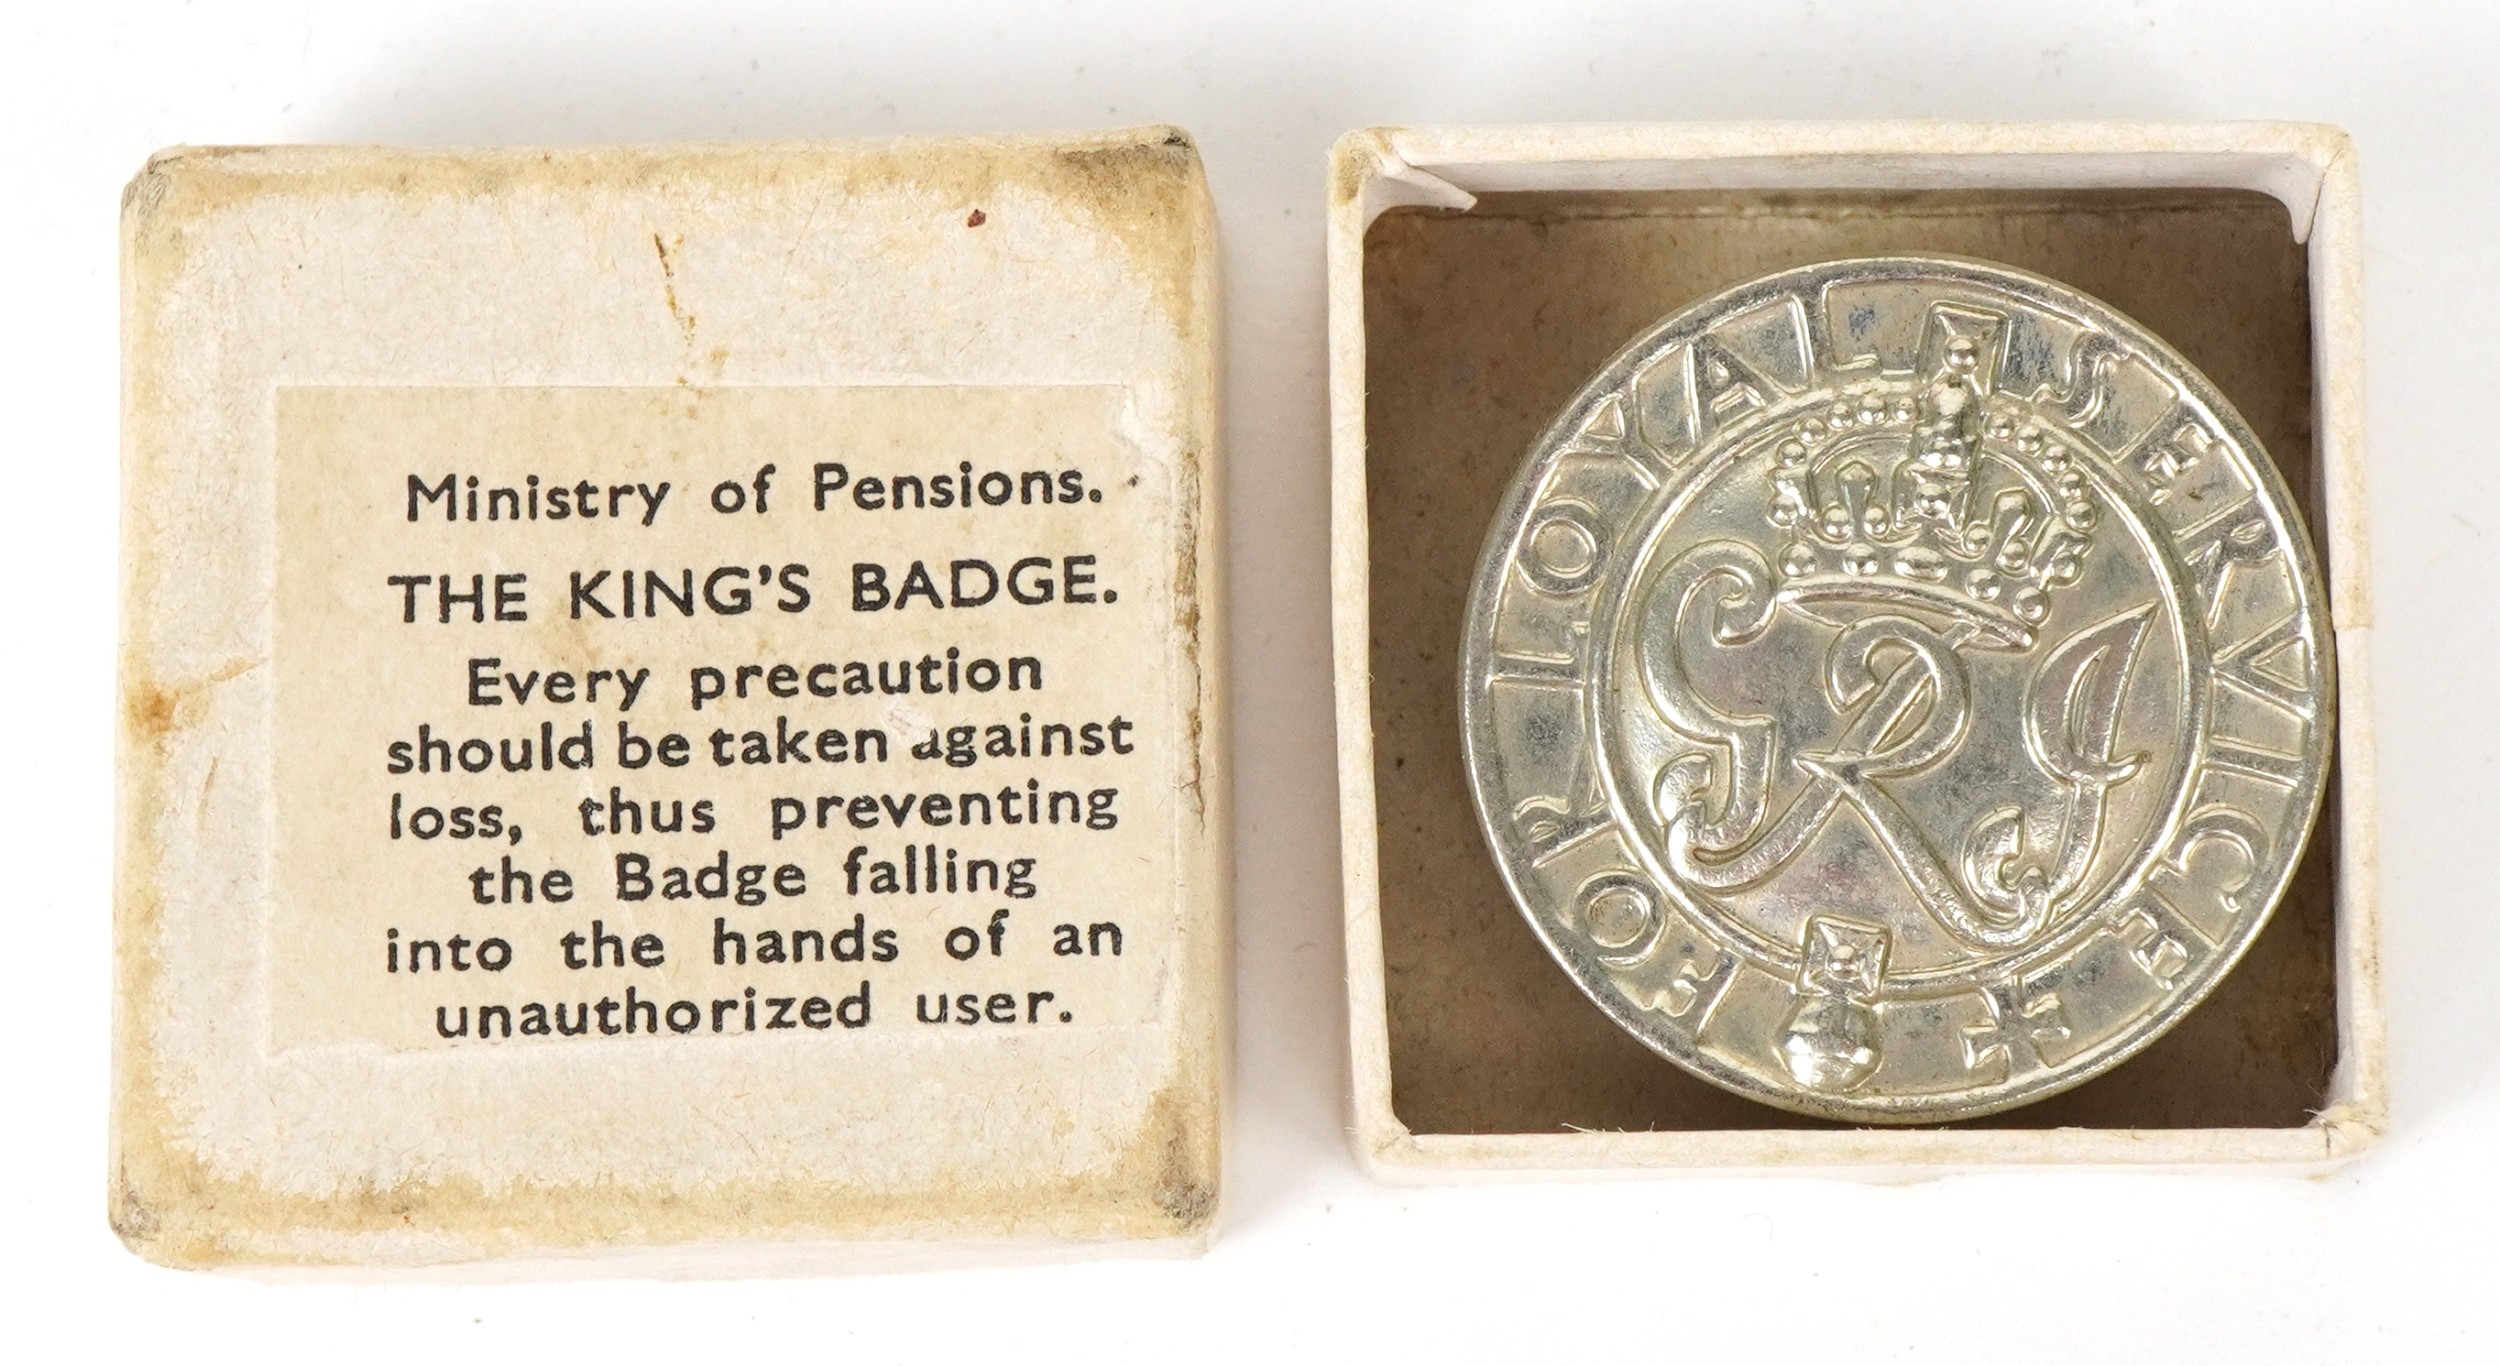 Ministry of Pensions.
THE KING'S BADGE.
Every precaution
should be taken against
loss, thus preventing
the Badge falling
into the hands of an
unauthorized user.
FOR LOYAL SERVICE
GRI